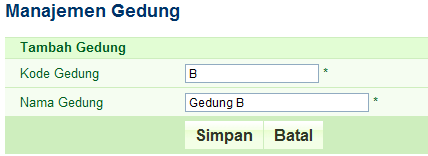 Manajemen Gedung
Tambah Gedung
Kode Gedung B *
Nama Gedung Gedung B *
Simpan Batal